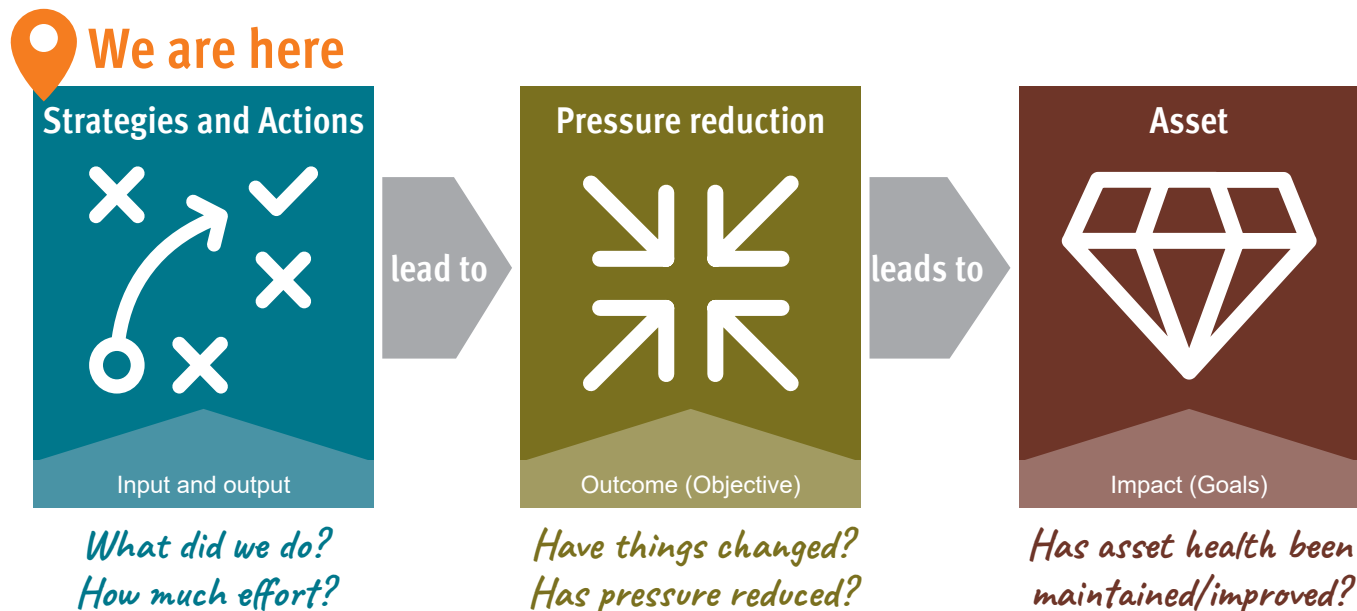 We are here
Strategies and Actions
lead to
Input and output
What did we do?
How much effort?
Pressure reduction
leads to
Outcome (Objective)
Have things changed?
Has pressure reduced?
Asset
Impact (Goals)
Has asset health been
maintained/improved?